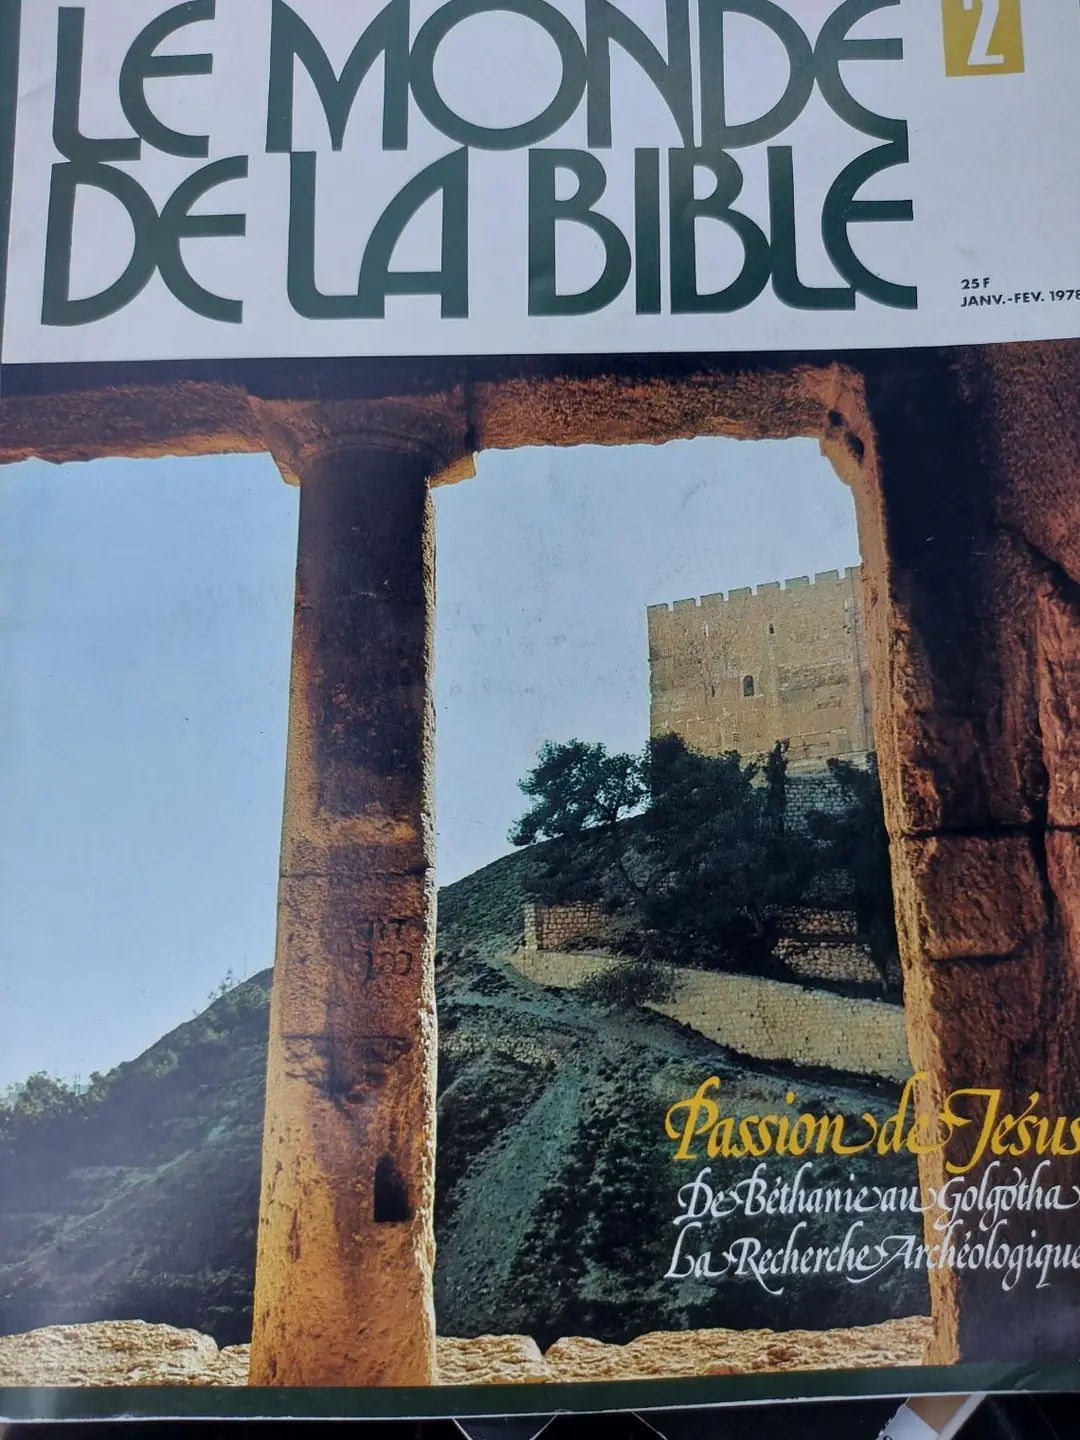 LE MONDE
2
DE LA BIBLE
25 F
JANV.-FEV. 1978
Passion de Jésus
De Béthanie au Golgotha
La Recherche Archéologique